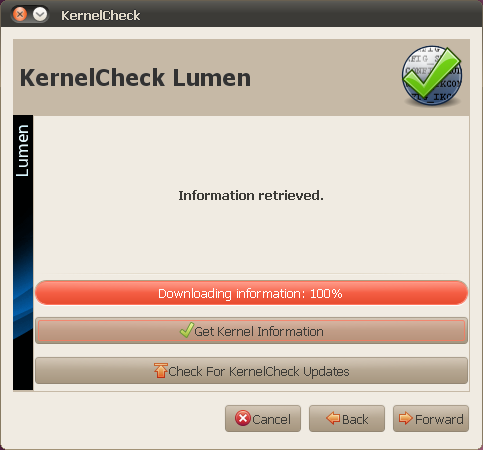 KernelCheck
KernelCheck Lumen
Lumen
Information retrieved.
Downloading information: 100%
Get Kernel Information
Check For KernelCheck Updates
Cancel
Back
Forward